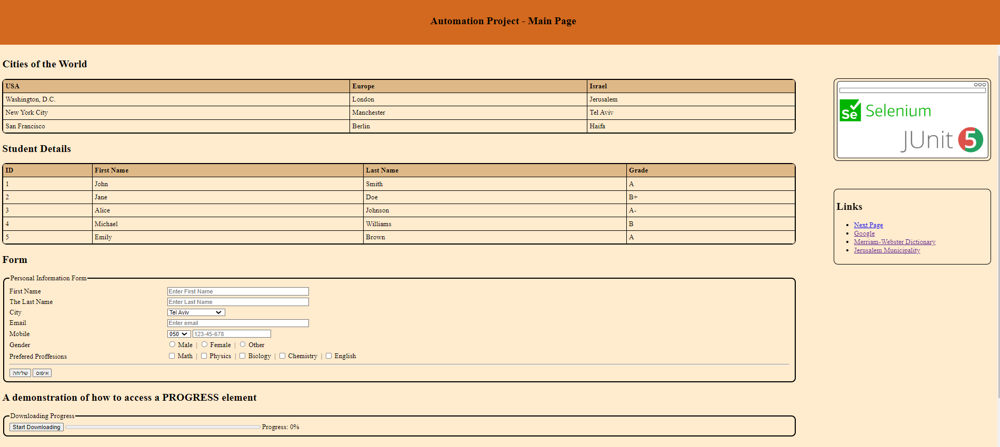 Automation Project - Main Page
Cities of the World
USA Europe Israel
Washington, D.C. London Jerusalem
New York City Manchester Tel Aviv
San Francisco Berlin Haifa
Student Details
ID First Name Last Name Grade
1 John Smith A
2 Jane Doe B+
3 Alice Johnson A-
4 Michael Williams B
5 Emily Brown A
Form
Personal Information Form
First Name Enter First Name
The Last Name Enter Last Name
City Tel Aviv
Email Enter email
Mobile 050 123-45-678
Gender Male | Female | Other
Prefered Proffesions Math | Physics | Biology | Chemistry | English
שליחה איפוס
A demonstration of how to access a PROGRESS element
Downloading Progress
Start Downloading Progress: 0%
Se Selenium
JUnit 5
Links
Next Page
Google
Merriam-Webster Dictionary
Jerusalem Municipality